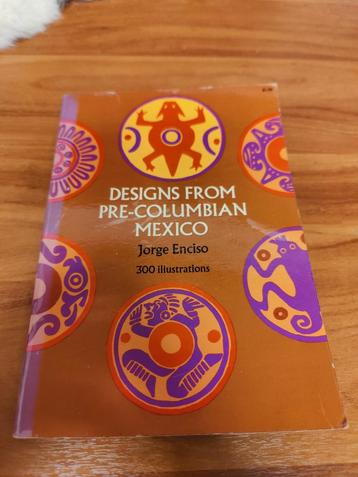 DESIGNS FROM
PRE-COLUMBIAN
MEXICO
Jorge Enciso
300 illustrations